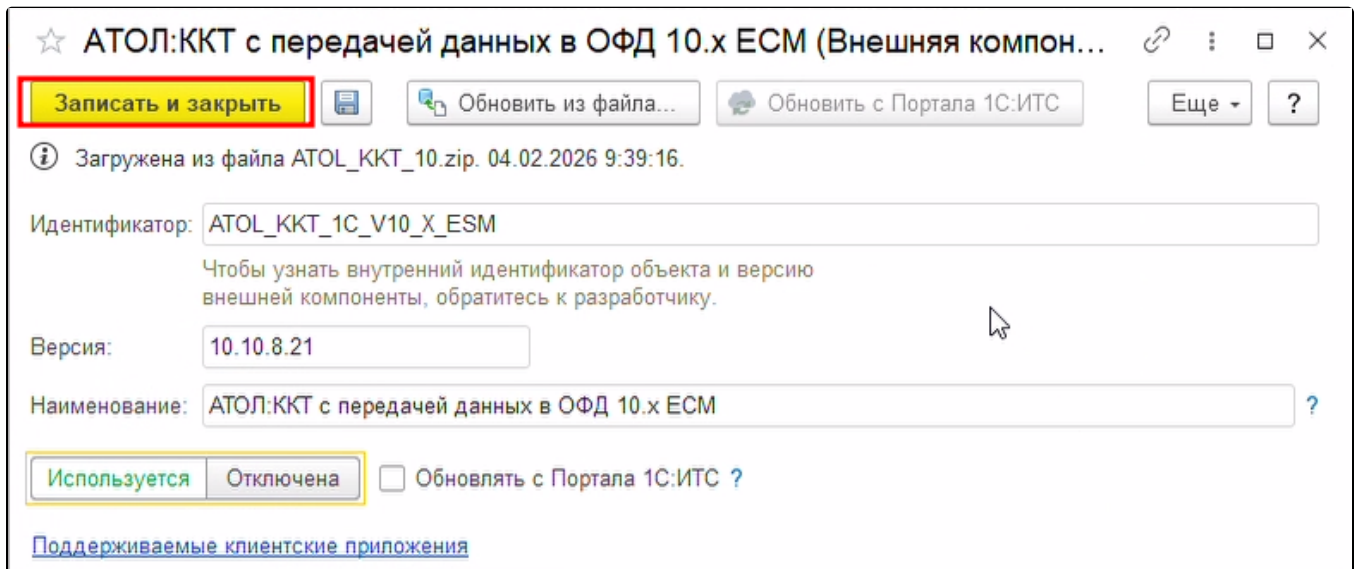 АТОЛ:ККТ с передачей данных в ОФД 10.x ЕСМ (Внешняя компон...
Записать и закрыть Обновить из файла... Обновить с Портала 1С:ИТС Еще ?
Загружена из файла ATOL_KKT_10.zip. 04.02.2026 9:39:16.
Идентификатор: ATOL_KKT_1C_V10_X_ESM
Чтобы узнать внутренний идентификатор объекта и версию
внешней компоненты, обратитесь к разработчику.
Версия: 10.10.8.21
Наименование: АТОЛ:ККТ с передачей данных в ОФД 10.x ЕСМ ?
Используется Отключена Обновлять с Портала 1С:ИТС ?
Поддерживаемые клиентские приложения